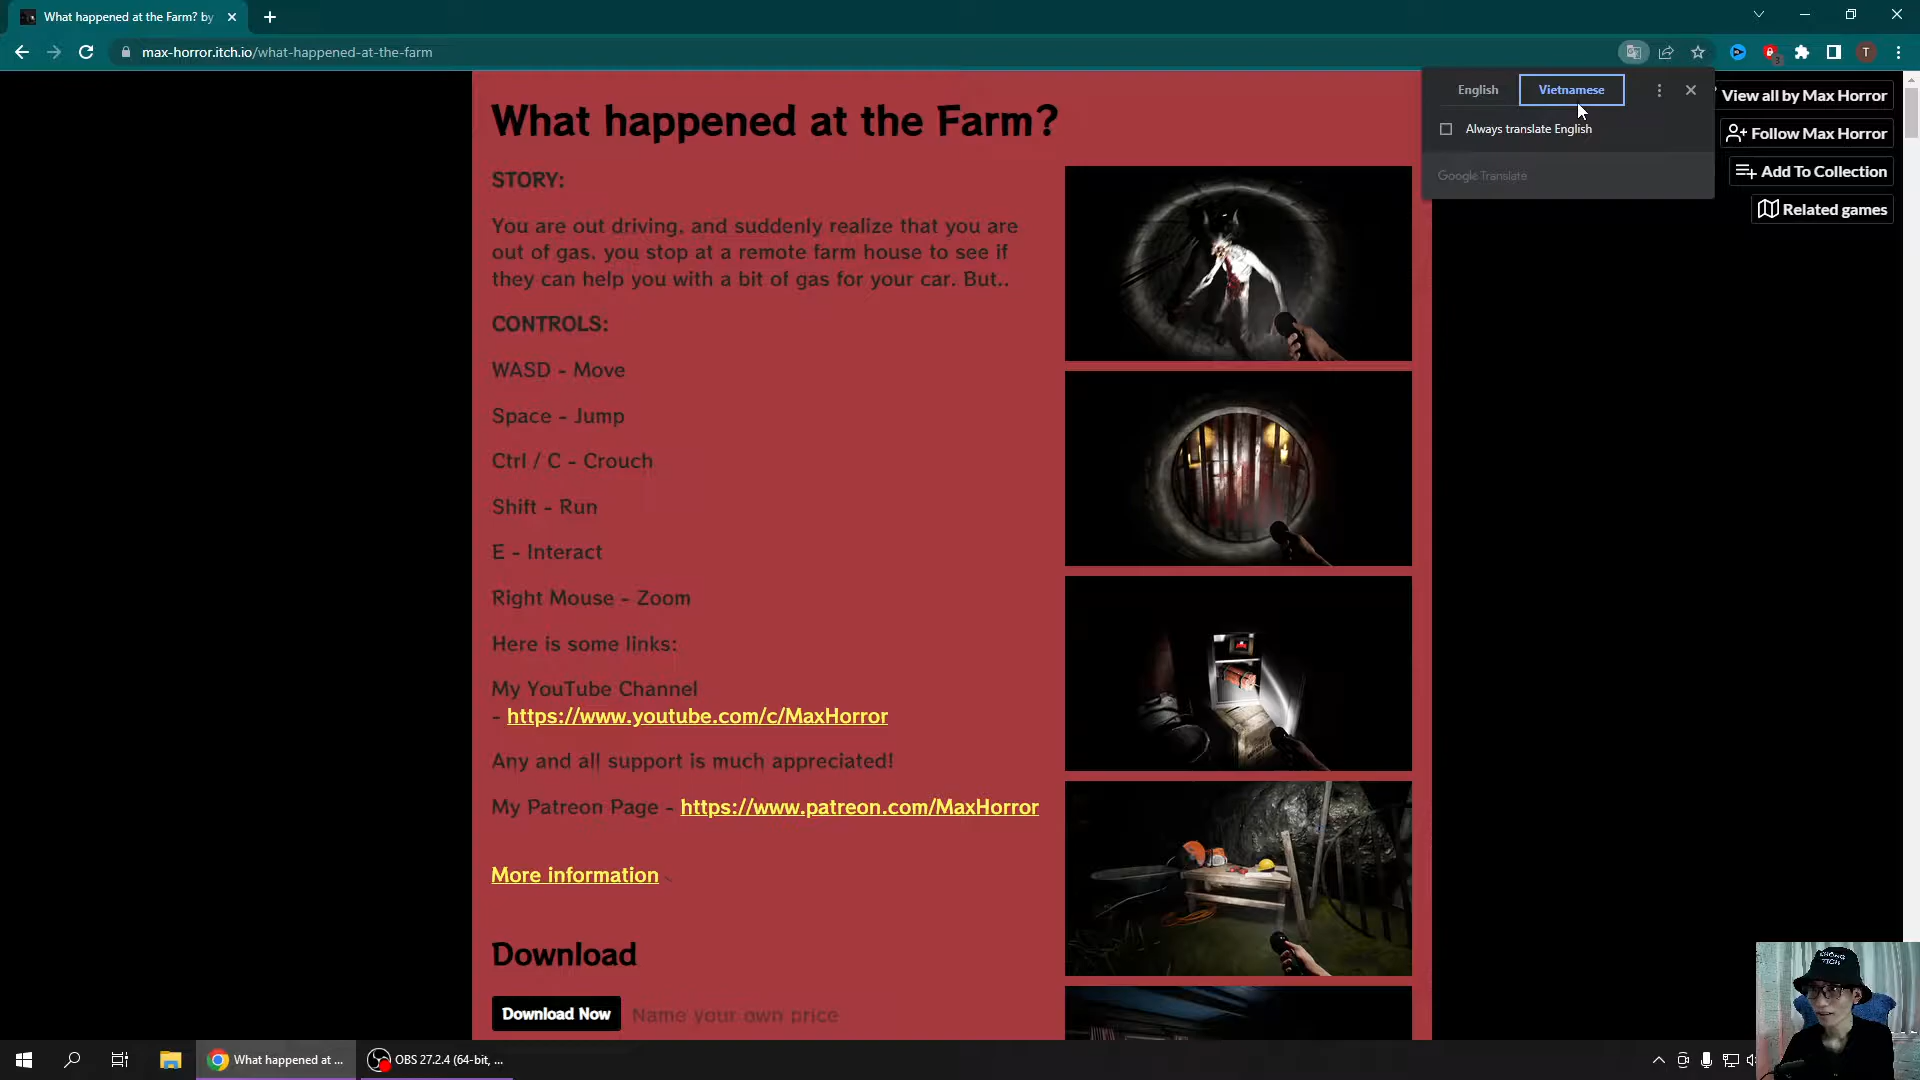 What happened at the Farm? by
max-horror.itch.io/what-happened-at-the-farm
English
Vietnamese
Always translate English
Google Translate
View all by Max Horror
Follow Max Horror
Add To Collection
Related games
What happened at the Farm?
STORY:
You are out driving, and suddenly realize that you are
out of gas, you stop at a remote farm house to see if
they can help you with a bit of gas for your car. But..
CONTROLS:
WASD - Move
Space - Jump
Ctrl / C - Crouch
Shift - Run
E - Interact
Right Mouse - Zoom
Here is some links:
My YouTube Channel
- https://www.youtube.com/c/MaxHorror
Any and all support is much appreciated!
My Patreon Page - https://www.patreon.com/MaxHorror
More information
Download
Download Now
Name your own price
KHÔNG
TỊCH
What happened at ...
OBS 27.2.4 (64-bit, ...
T
3